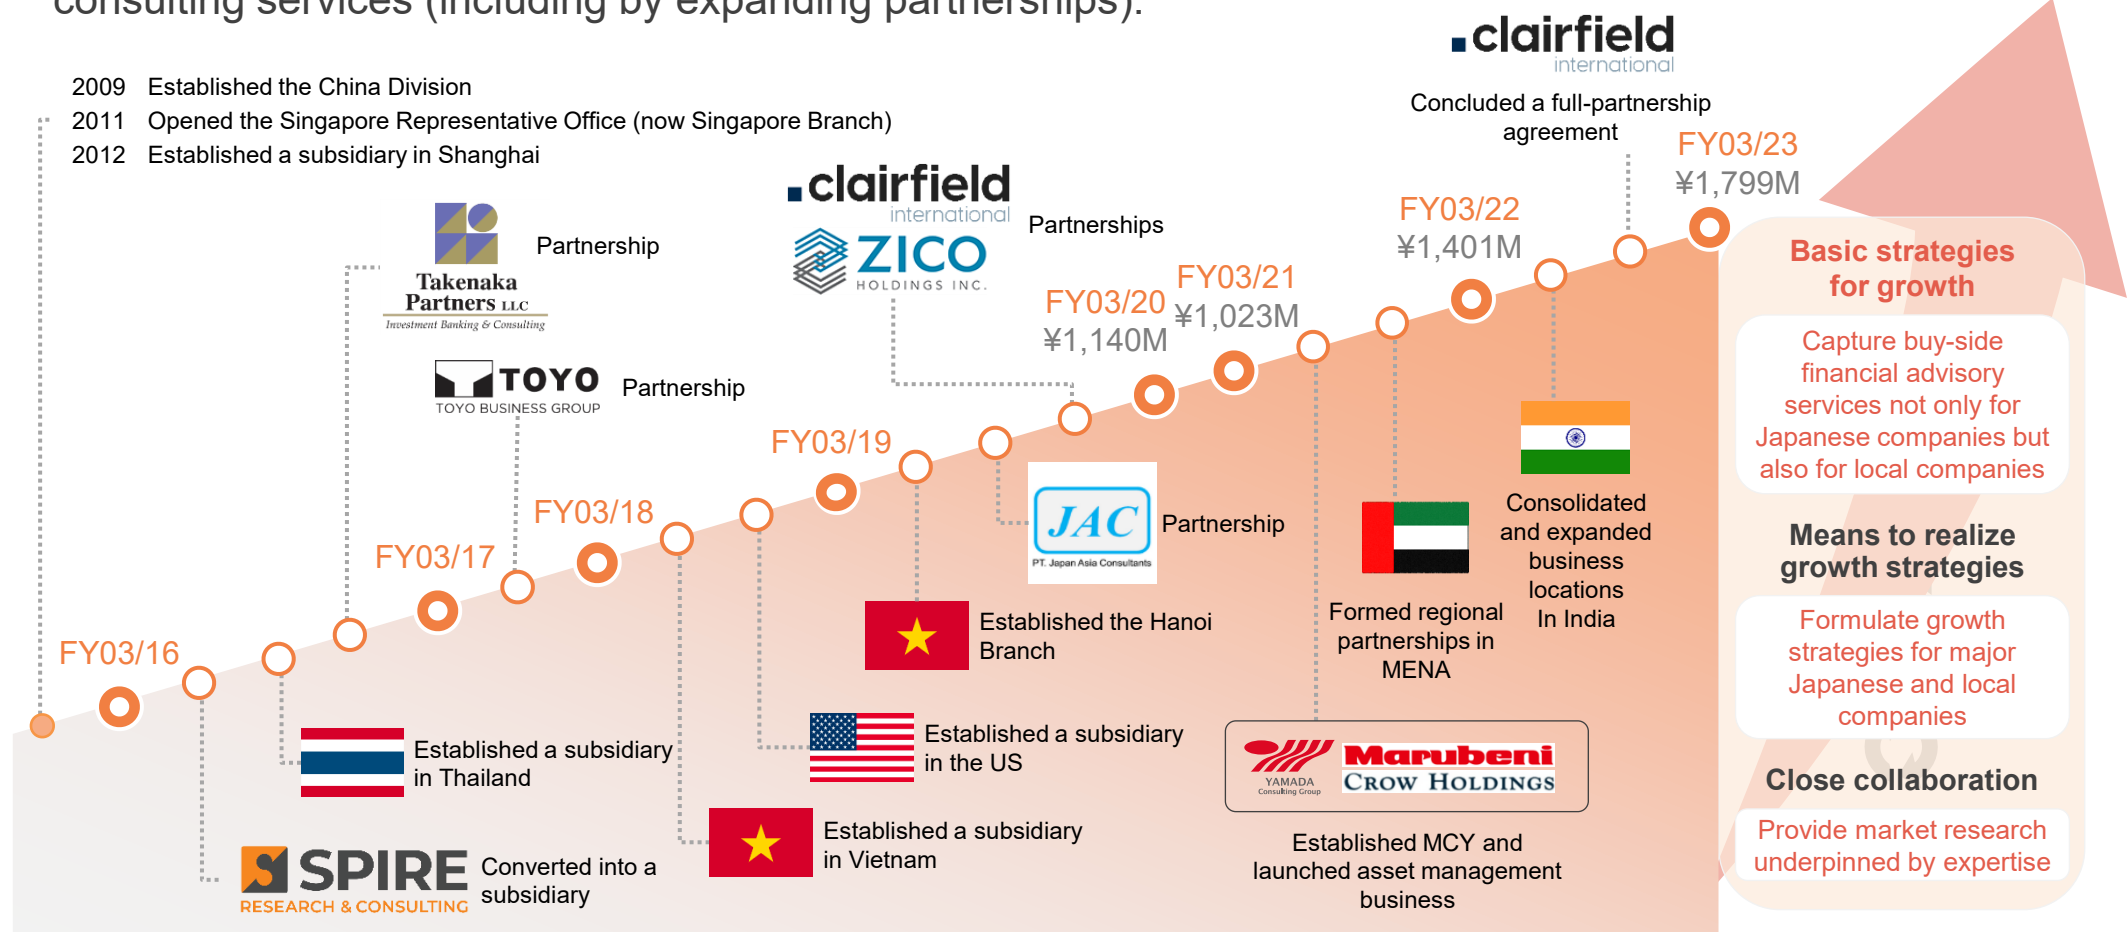 consulting services (including by expanding partnerships).
2009 Established the China Division
2011 Opened the Singapore Representative Office (now Singapore Branch)
2012 Established a subsidiary in Shanghai
Takenaka
Partners LLC
Investment Banking & Consulting
Partnership
TOYO
TOYO BUSINESS GROUP
Partnership
clairfield
international
ZICO
HOLDINGS INC.
Partnerships
clairfield
international
Concluded a full-partnership
agreement
FY03/16
FY03/17
FY03/18
FY03/19
FY03/20
¥1,140M
FY03/21
¥1,023M
FY03/22
¥1,401M
FY03/23
¥1,799M
SPIRE
RESEARCH & CONSULTING
Converted into a
subsidiary
Established a subsidiary
in Thailand
Established a subsidiary
in Vietnam
Established a subsidiary
in the US
Established the Hanoi
Branch
JAC
PT. Japan Asia Consultants
Partnership
YAMADA
Consulting Group
Marubeni
CROW HOLDINGS
Established MCY and
launched asset management
business
Formed regional
partnerships in
MENA
Consolidated
and expanded
business
locations
In India
Basic strategies
for growth
Capture buy-side
financial advisory
services not only for
Japanese companies but
also for local companies
Means to realize
growth strategies
Formulate growth
strategies for major
Japanese and local
companies
Close collaboration
Provide market research
underpinned by expertise